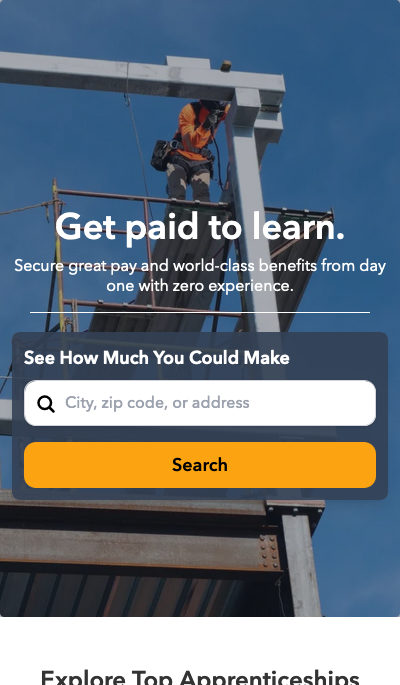 Get paid to learn.
Secure great pay and world-class benefits from day
one with zero experience.
See How Much You Could Make
City, zip code, or address
Search
Explore Top Apprenticeships